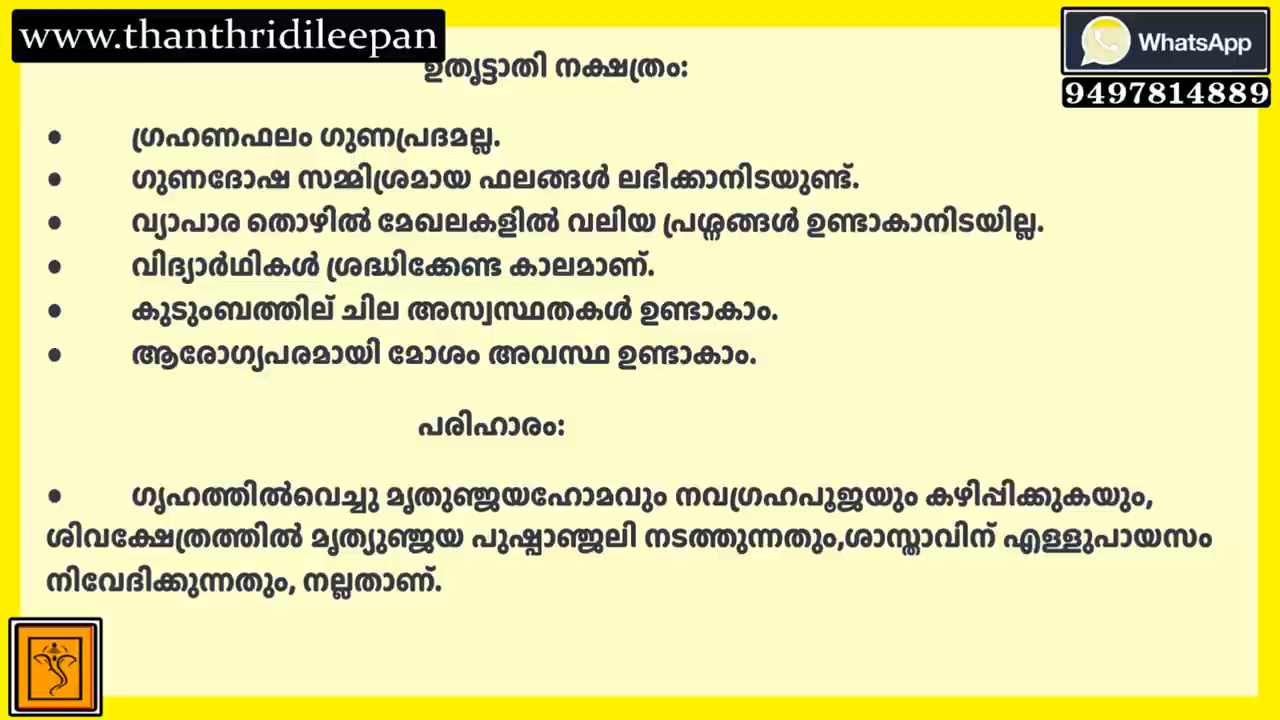 www.thanthridileepan
WhatsApp
9497814889
ഉതൃട്ടാതി നക്ഷത്രം:
• ഗ്രഹണഫലം ഗുണപ്രദമല്ല.
• ഗുണദോഷ സമ്മിശ്രമായ ഫലങ്ങൾ ലഭിക്കാനിടയുണ്ട്.
• വ്യാപാര തൊഴിൽ മേഖലകളിൽ വലിയ പ്രശ്നങ്ങൾ ഉണ്ടാകാനിടയില്ല.
• വിദ്യാർഥികൾ ശ്രദ്ധിക്കേണ്ട കാലമാണ്.
• കുടുംബത്തില് ചില അസ്വസ്ഥതകൾ ഉണ്ടാകാം.
• ആരോഗ്യപരമായി മോശം അവസ്ഥ ഉണ്ടാകാം.
പരിഹാരം:
• ഗൃഹത്തിൽവെച്ചു മൃതുഞ്ജയഹോമവും നവഗ്രഹപൂജയും കഴിപ്പിക്കുകയും,
ശിവക്ഷേത്രത്തിൽ മൃത്യുഞ്ജയ പുഷ്പാഞ്ജലി നടത്തുന്നതും,ശാസ്താവിന് എള്ളുപായസം
നിവേദിക്കുന്നതും, നല്ലതാണ്.